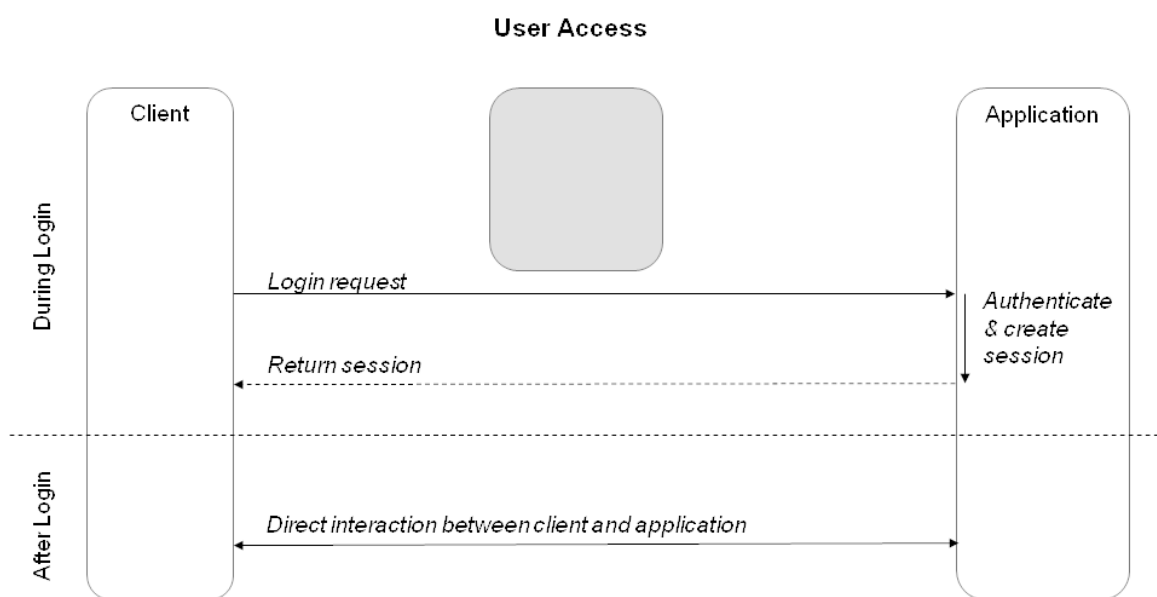 User Access
Client
Application
During Login
Login request
Authenticate
& create
session
Return session
After Login
Direct interaction between client and application